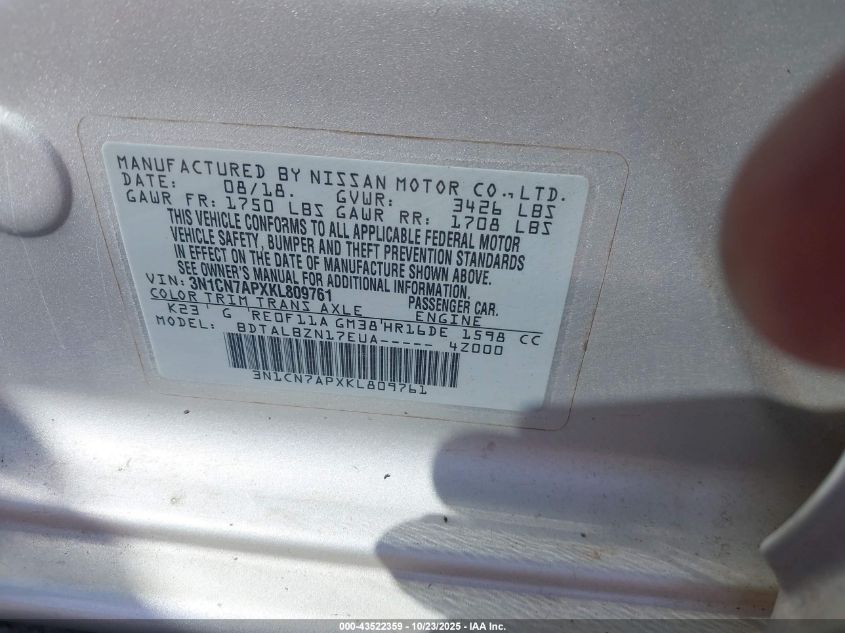 MANUFACTURED BY NISSAN MOTOR CO., LTD.
DATE: 08/18. GVWR: 3426 LBS
GAWR FR: 1750 LBS GAWR RR: 1708 LBS
THIS VEHICLE CONFORMS TO ALL APPLICABLE FEDERAL MOTOR
VEHICLE SAFETY, BUMPER AND THEFT PREVENTION STANDARDS
IN EFFECT ON THE DATE OF MANUFACTURE SHOWN ABOVE.
SEE OWNER'S MANUAL FOR ADDITIONAL INFORMATION.
VIN: 3N1CN7APXKL809761 PASSENGER CAR.
COLOR TRIM TRANS AXLE ENGINE
K23 G RE0F11A GM38 HR16DE 1598 CC
MODEL: BDTALBZN17EUA----- 4Z000
3N1CN7APXKL809761
000-43522359 - 10/23/2025 - IAA Inc.